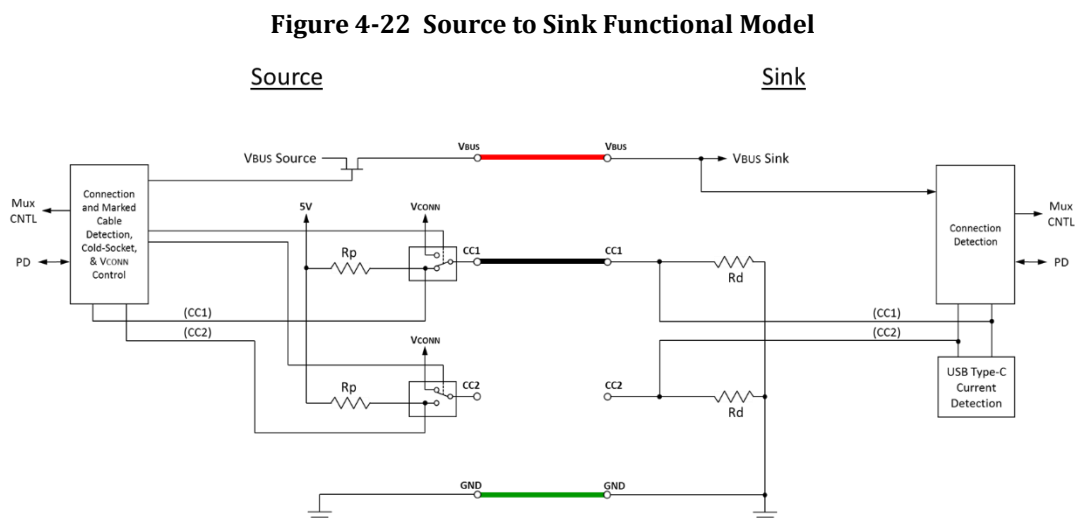 Figure 4-22 Source to Sink Functional Model
Source
Sink
VBUS Source
VBUS
VBUS
VBUS Sink
Mux
CNTL
PD
Connection
and Marked
Cable
Detection,
Cold-Socket,
& VCONN
Control
5V
VCONN
Rp
CC1
CC1
Rd
Connection
Detection
Mux
CNTL
PD
(CC1)
(CC2)
(CC1)
(CC2)
VCONN
Rp
CC2
CC2
Rd
USB Type-C
Current
Detection
GND
GND